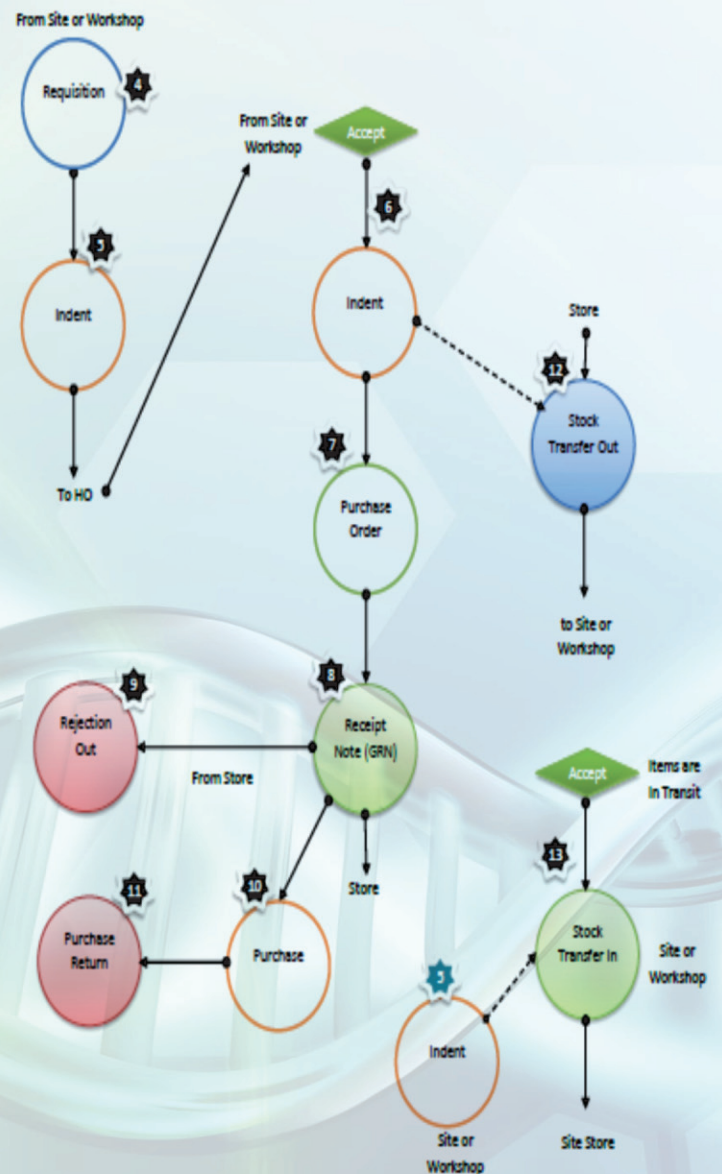 From Site or Workshop
Requisition
4
5
Indent
To HO
From Site or
Workshop
Accept
6
Indent
7
Purchase
Order
Store
12
Stock
Transfer Out
to Site or
Workshop
8
Receipt
Note (GRN)
9
Rejection
Out
From Store
Store
10
Purchase
11
Purchase
Return
Accept
Items are
In Transit
13
Stock
Transfer In
Site or
Workshop
5
Indent
Site or
Workshop
Site Store